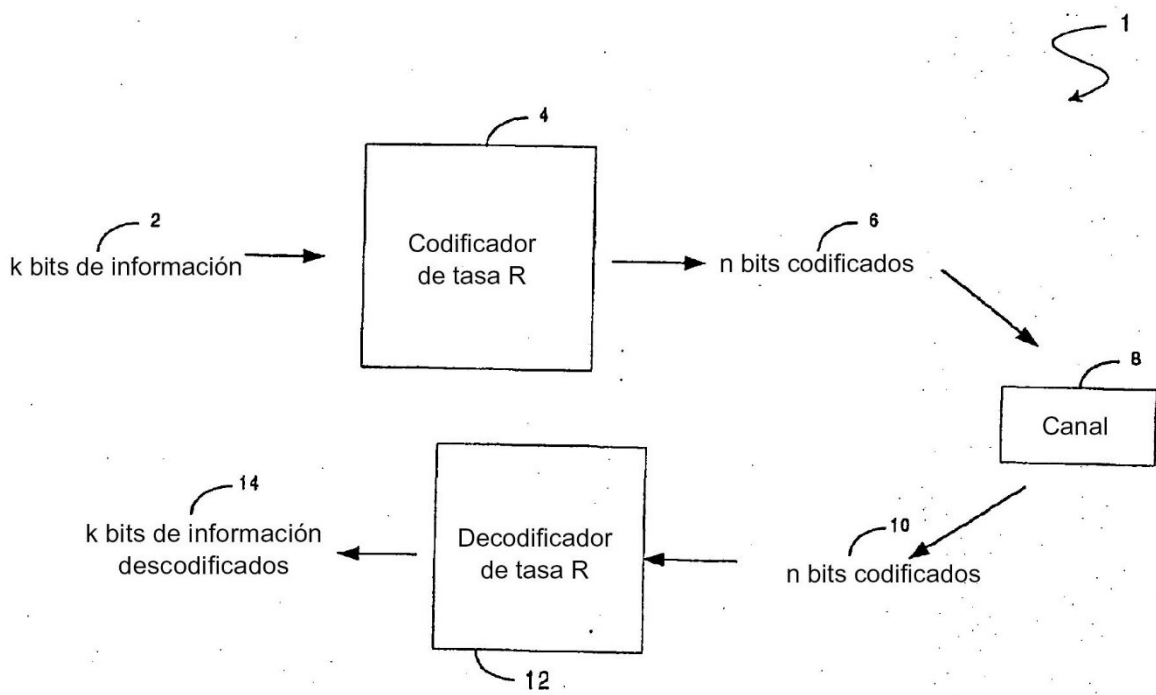 1
4
2
k bits de información
Codificador
de tasa R
6
n bits codificados
8
Canal
14
k bits de información
descodificados
Decodificador
de tasa R
10
n bits codificados
12